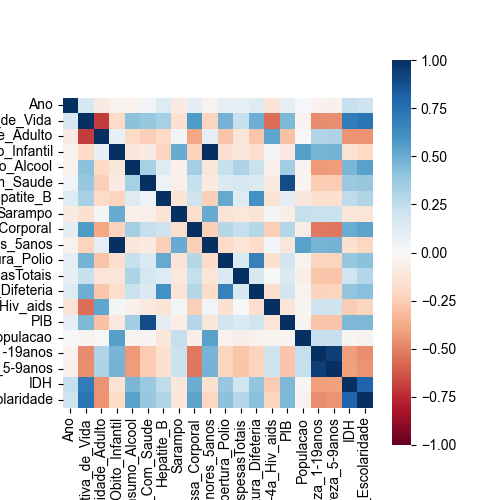 Ano
de_Vida
e_Adulto
o_Infantil
o_Alcool
n_Saude
epatite_B
Sarampo
Corporal
s_5anos
ura_Polio
sasTotais
Difeteria
Hiv_aids
PIB
opulacao
-19anos
_5-9anos
IDH
olaridade
1.00
0.75
0.50
0.25
0.00
−0.25
−0.50
−0.75
−1.00
Ano
tiva_de_Vida
idade_Adulto
Obito_Infantil
sumo_Alcool
_Com_Saude
Hepatite_B
Sarampo
ssa_Corporal
nores_5anos
bertura_Polio
spesasTotais
ura_Difeteria
-4a_Hiv_aids
PIB
Populacao
za_1-19anos
eza_5-9anos
IDH
Escolaridade